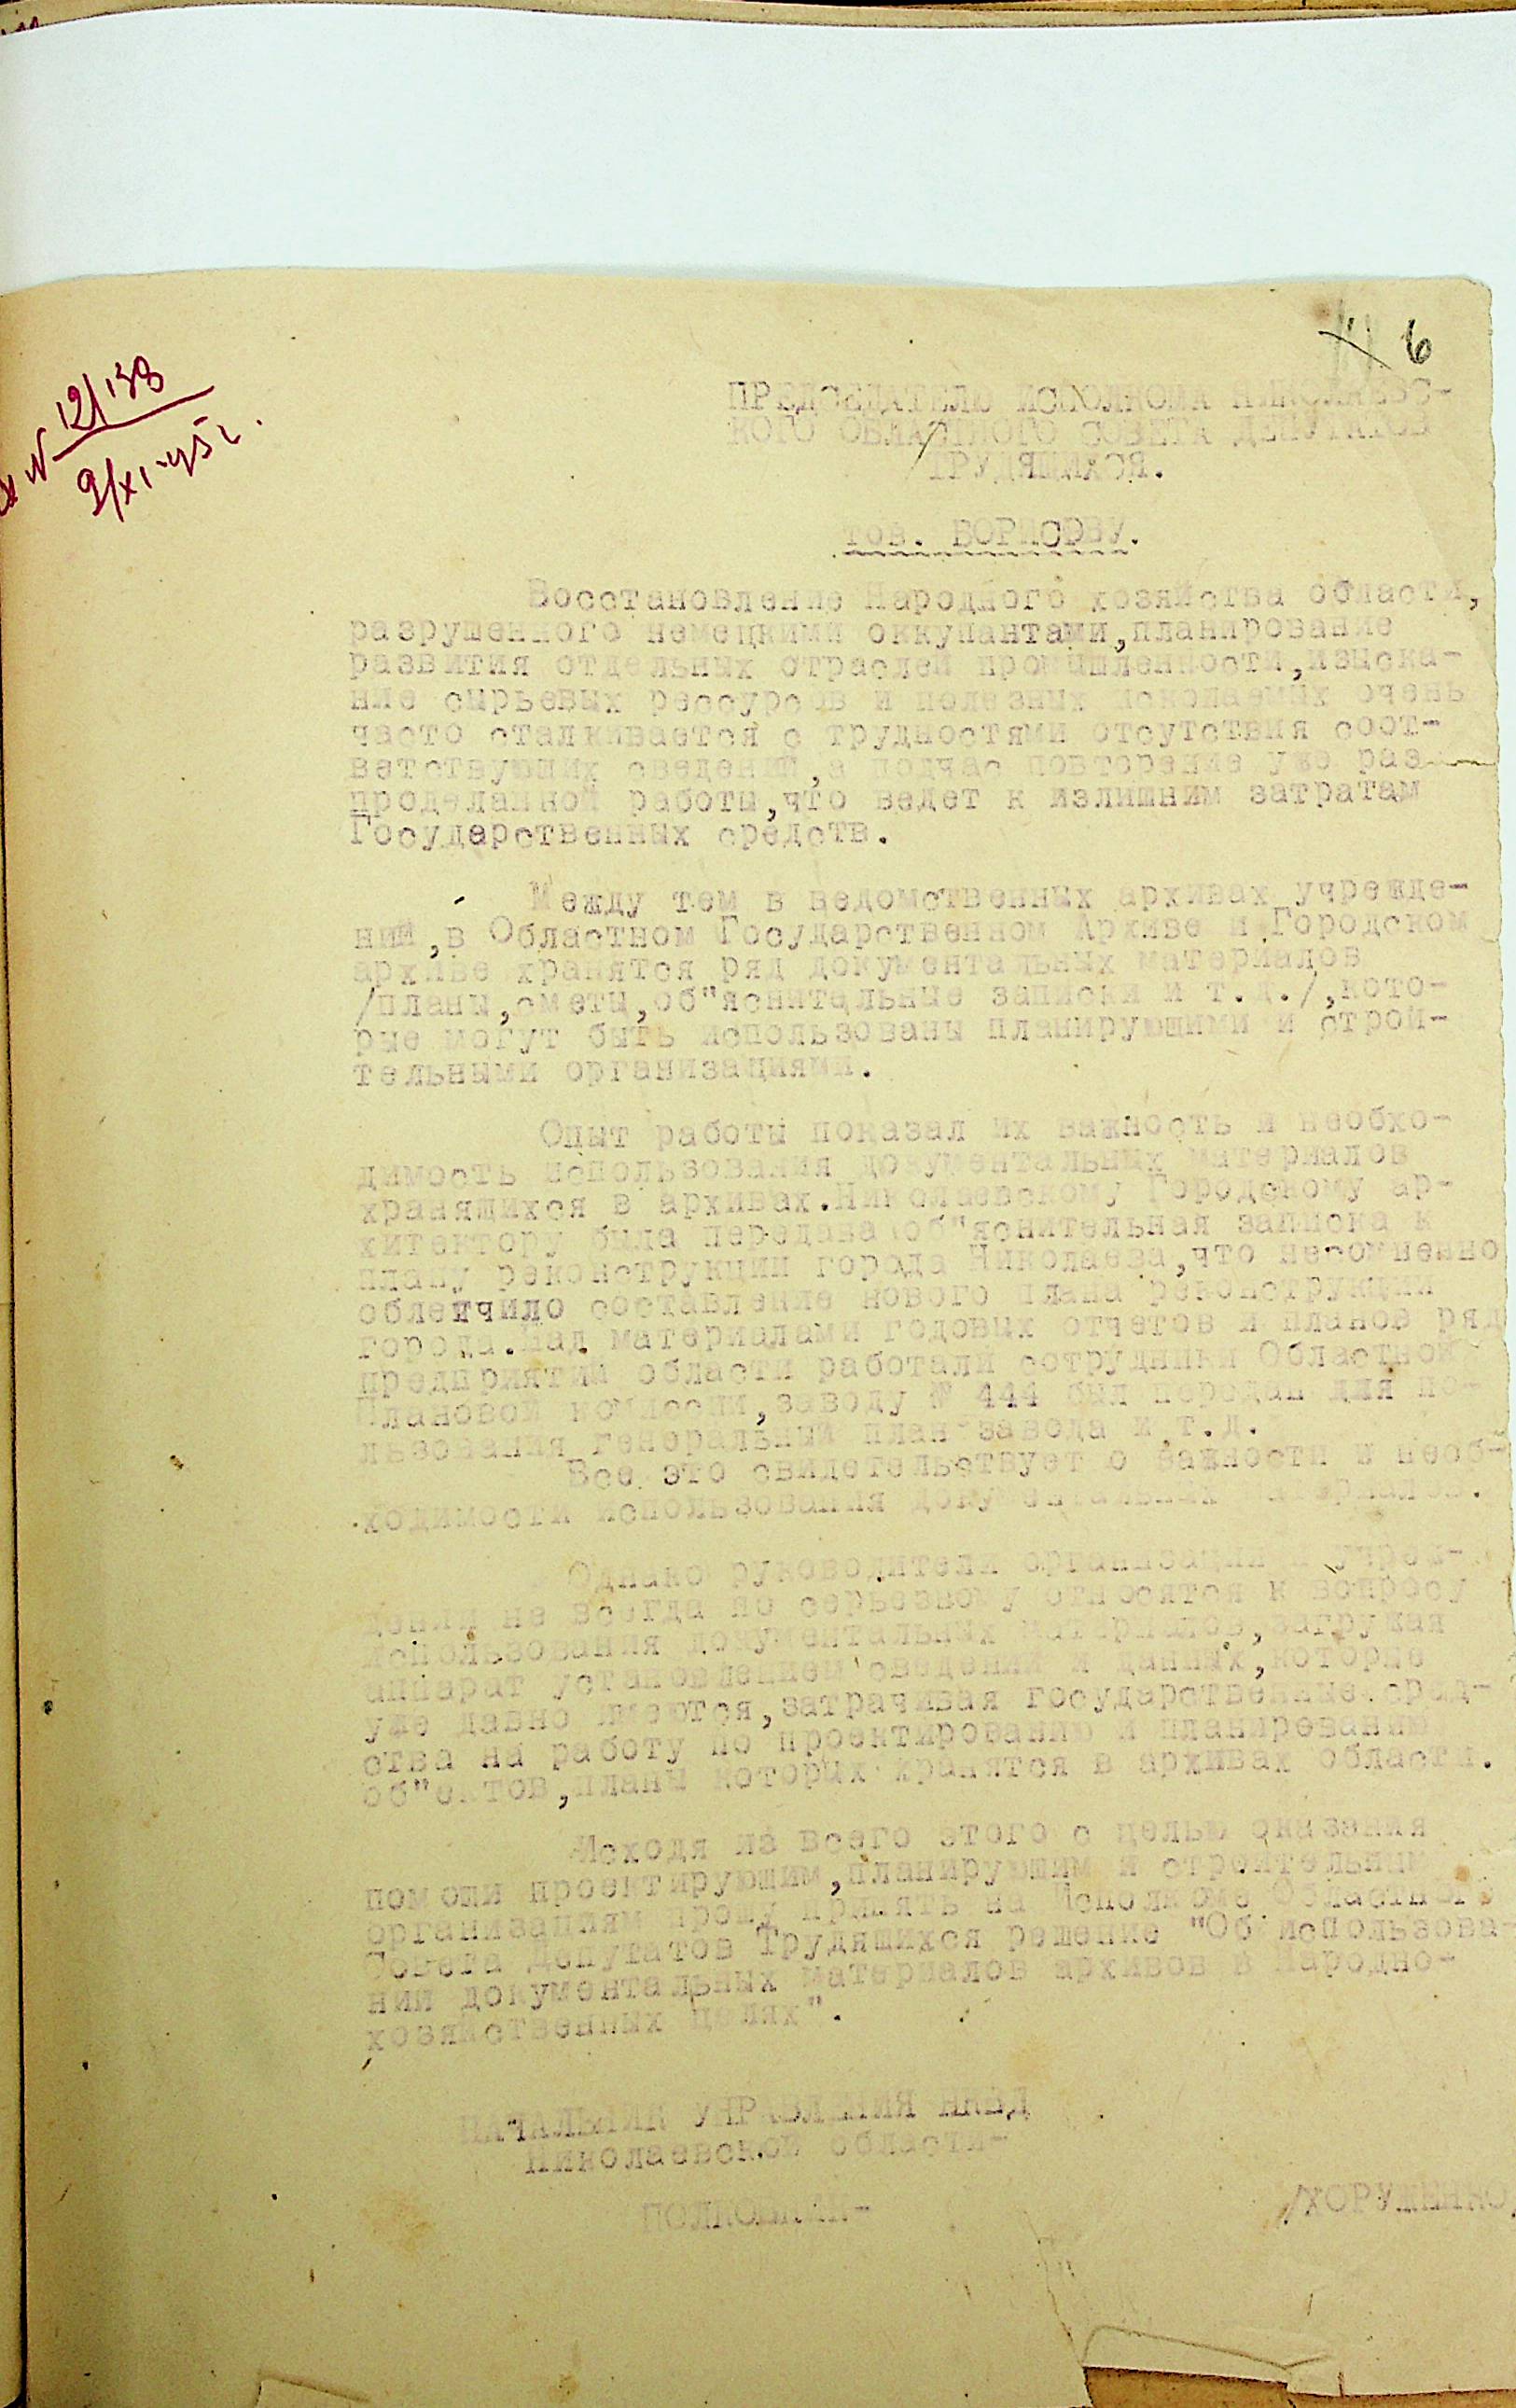 6
№ 12/138
9/XI-45г.
ПРЕДСЕДАТЕЛЮ ИСПОЛКОМА НИКОЛАЕВС-
КОГО ОБЛАСТНОГО СОВЕТА ДЕПУТАТОВ
ТРУДЯЩИХСЯ.
тов. БОРИСОВУ.
Восстановление Народного хозяйства области,
разрушенного немецкими оккупантами,планирование
развития отдельных отраслей промышленности,изыска-
ние сырьевых рессурсов и полезных ископаемых очень
часто сталкивается с трудностями отсутствия соот-
ветствующих сведений,а подчас повторение уже раз
проделанной работы,что ведет к излишним затратам
Государственных средств.
Между тем в ведомственных архивах учрежде-
ний,в Областном Государственном Архиве и Городском
архиве хранятся ряд документальных материалов
/планы,сметы,об"яснительные записки и т.д./,кото-
рые могут быть использованы планирующими и строи-
тельными организациями.
Опыт работы показал их важность и необхо-
димость использования документальных материалов
хранящихся в архивах.Николаевскому Городскому ар-
хитектору была передана об"яснительная записка к
плану реконструкции города Николаева,что несомненно
облегчило составление нового плана реконструкции
города.Над материалами годовых отчетов и планов ряд
предприятий области работали сотрудники Областной
Плановой комиссии,заводу № 444 был передан для по-
льзования генеральный план завода и т.д.
Все это свидетельствует о важности и необ-
ходимости использования документальных материалов.
Однако руководители организаций и учреж-
дений не всегда по серьезному относятся к вопросу
использования документальных материалов,загружая
аппарат установлением сведений и данных,которые
уже давно имеются,затрачивая государственные сред-
ства на работу по проектированию и планированию
об"ектов,планы которых хранятся в архивах области.
Исходя из всего этого с целью оказания
помощи проектирующим,планирующим и строительным
организациям прошу принять на Исполкоме Областного
Совета Депутатов Трудящихся решение "Об использова-
нии документальных материалов архивов в народно-
хозяйственных целях".
НАЧАЛЬНИК УПРАВЛЕНИЯ НКВД
Николаевской области-
ПОЛКОВНИК-
/ХОРУЖЕНКО/